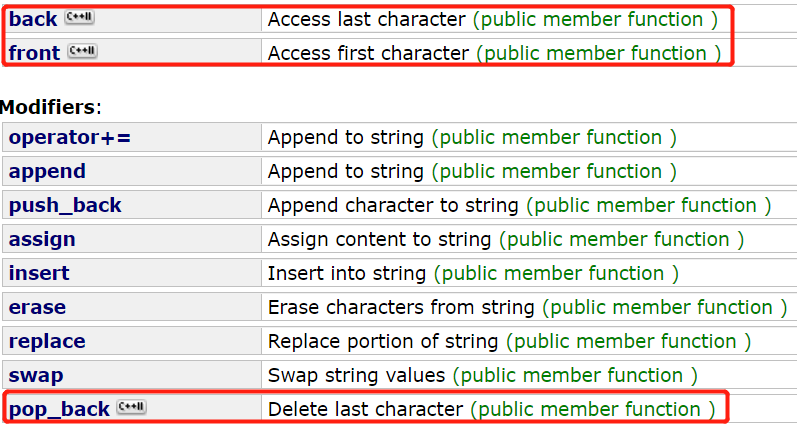 back C++11 Access last character (public member function )
front C++11 Access first character (public member function )
Modifiers:
operator+= Append to string (public member function )
append Append to string (public member function )
push_back Append character to string (public member function )
assign Assign content to string (public member function )
insert Insert into string (public member function )
erase Erase characters from string (public member function )
replace Replace portion of string (public member function )
swap Swap string values (public member function )
pop_back C++11 Delete last character (public member function )